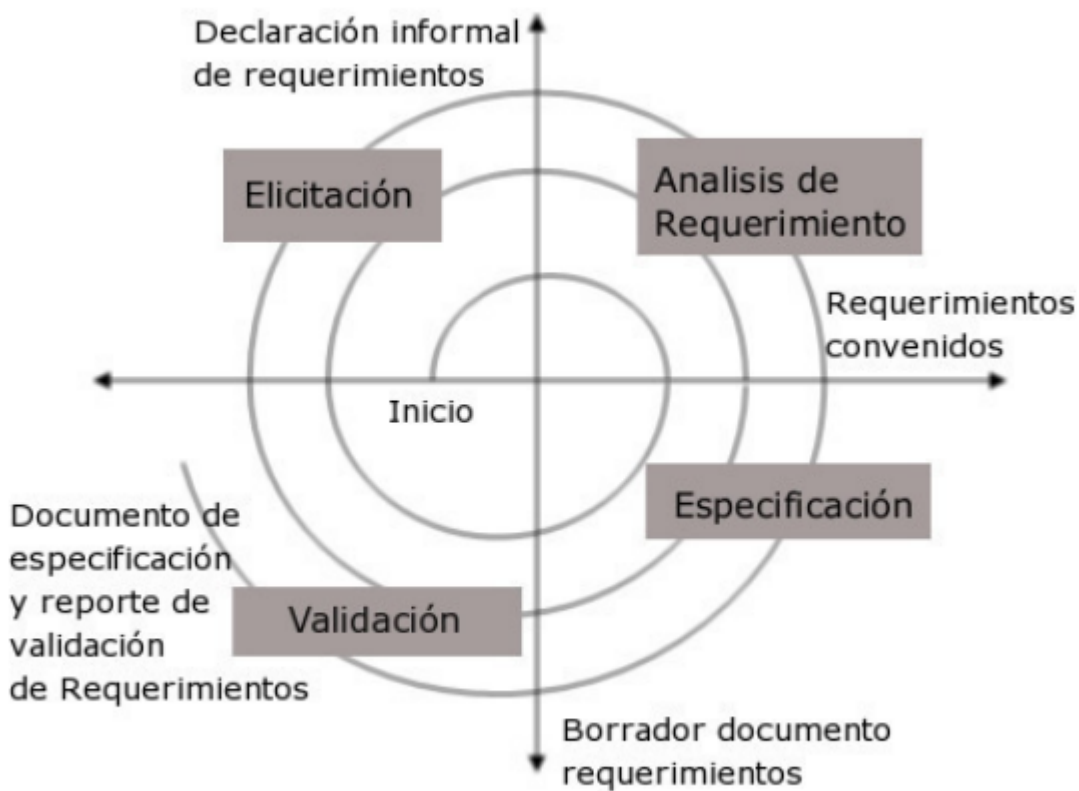 Declaración informal
de requerimientos
Elicitación
Analisis de
Requerimiento
Requerimientos
convenidos
Inicio
Especificación
Documento de
especificación
y reporte de
validación
de Requerimientos
Validación
Borrador documento
requerimientos